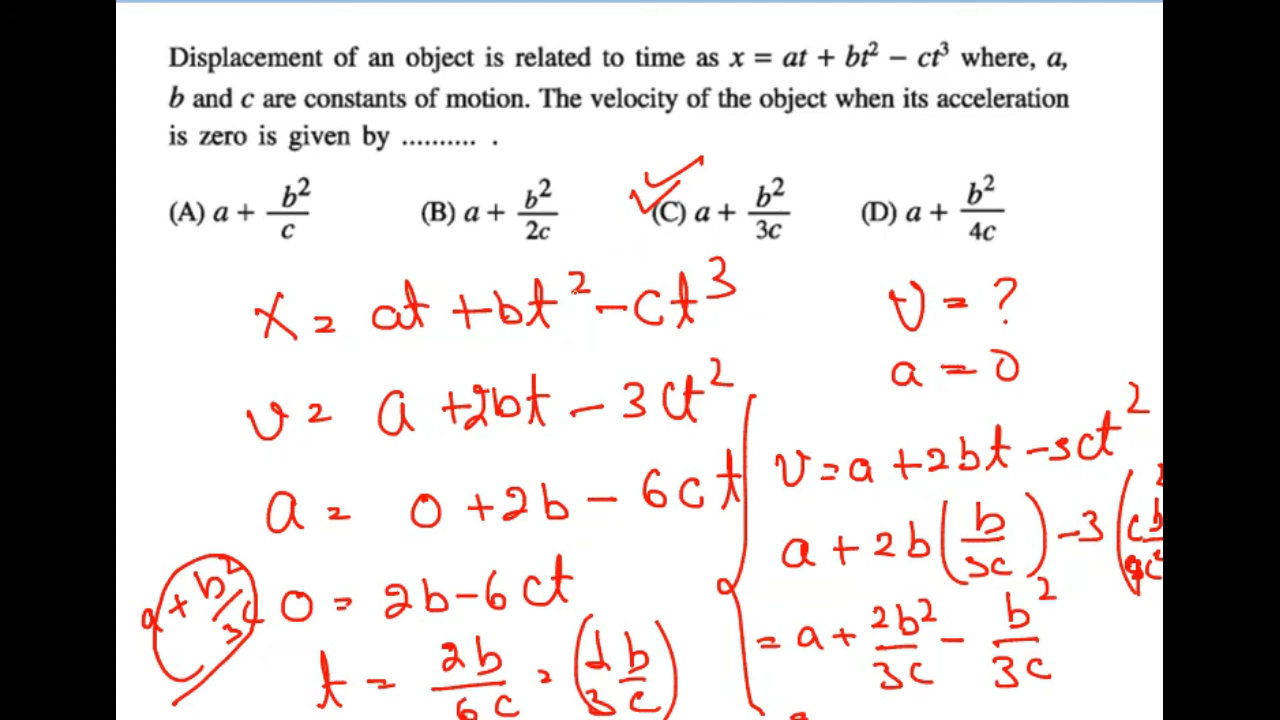 Displacement of an object is related to time as x = at + bt² − ct³ where, a,
b and c are constants of motion. The velocity of the object when its acceleration
is zero is given by .......... .
(A) a + b²/c (B) a + b²/2c (C) a + b²/3c (D) a + b²/4c
x = at + bt² − ct³
v = a + 2bt − 3ct²
a = 0 + 2b − 6ct
0 = 2b − 6ct
t = 2b/6c = (1/3 b/c)
a + b²/3c
v = ?
a = 0
v = a + 2bt − 3ct²
a + 2b(b/3c) − 3(
= a + 2b²/3c − b²/3c